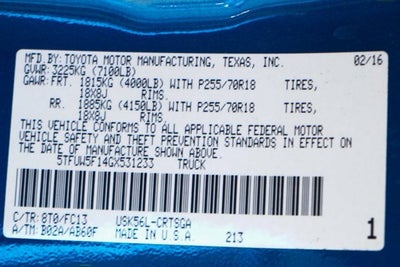 MFD.BY:TOYOTA MOTOR MANUFACTURING, TEXAS, INC. 02/16
GVWR:3225KG (7100LB)
GAWR:FRT. 1815KG (4000LB) WITH P255/70R18 TIRES,
18X8J RIMS
RR. 1885KG (4150LB) WITH P255/70R18 TIRES,
18X8J RIMS
THIS VEHICLE CONFORMS TO ALL APPLICABLE FEDERAL MOTOR
VEHICLE SAFETY AND THEFT PREVENTION STANDARDS IN EFFECT ON
THE DATE OF MANUFACTURE SHOWN ABOVE.
5TFUW5F14GX531233 TRUCK
C/TR:8T0/FC13 USK56L-CRTSGA
A/TM:B02A/AB60F MADE IN U.S.A 213 1